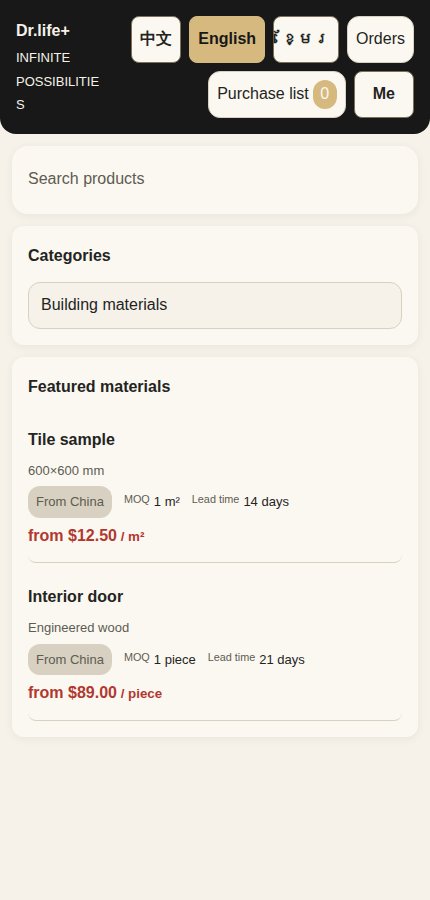 Dr.life+
INFINITE
POSSIBILITIE
S
中文
English
ខ្មែរ
Orders
Purchase list 0
Me
Search products
Categories
Building materials
Featured materials
Tile sample
600×600 mm
From China MOQ 1 m² Lead time 14 days
from $12.50 / m²
Interior door
Engineered wood
From China MOQ 1 piece Lead time 21 days
from $89.00 / piece